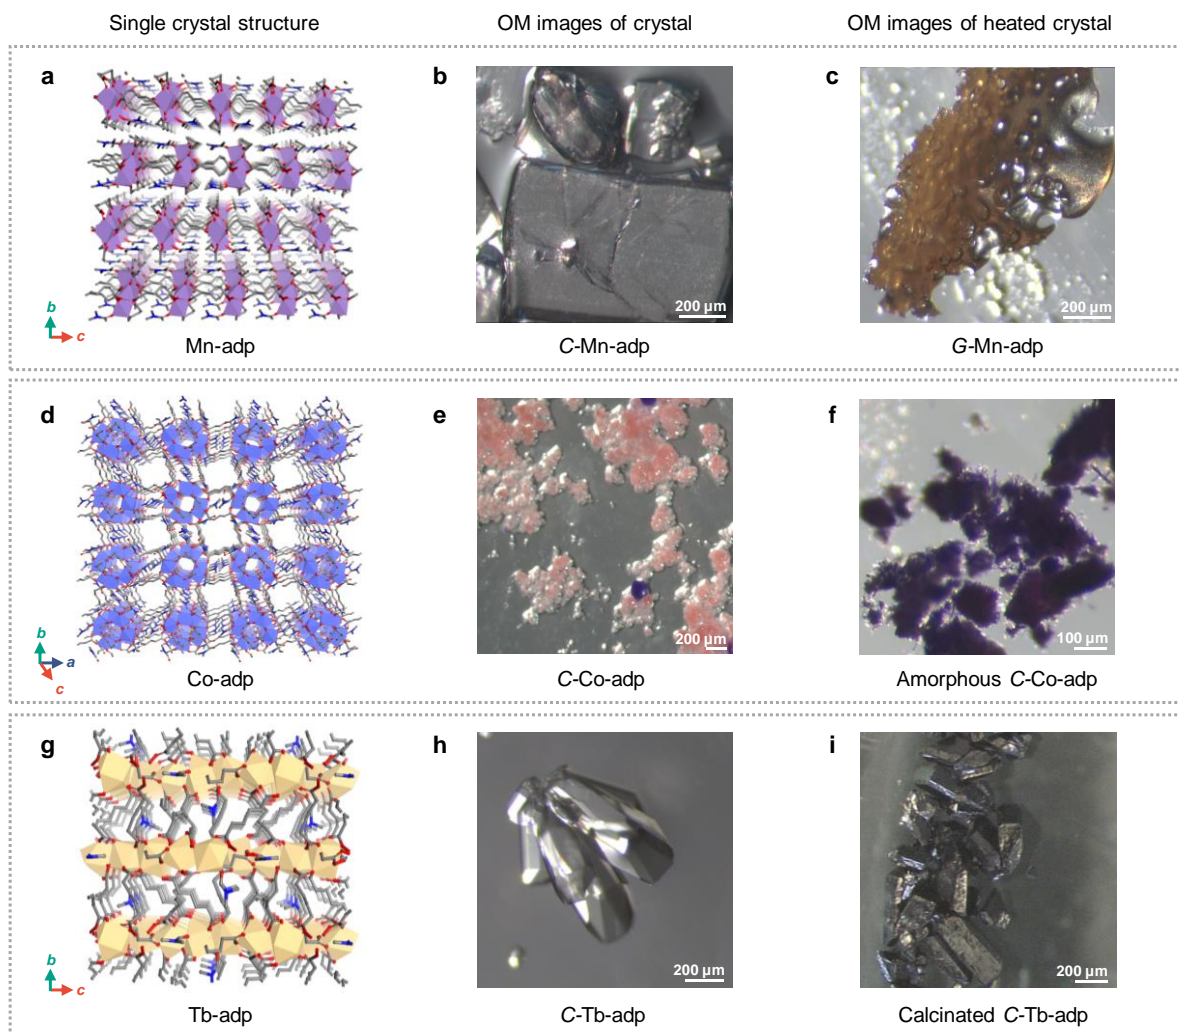 Single crystal structure
OM images of crystal
OM images of heated crystal
a
b
c
b
c
200 µm
200 µm
Mn-adp
C-Mn-adp
G-Mn-adp
d
e
f
b
a
c
200 µm
100 µm
Co-adp
C-Co-adp
Amorphous C-Co-adp
g
h
i
b
c
200 µm
200 µm
Tb-adp
C-Tb-adp
Calcinated C-Tb-adp